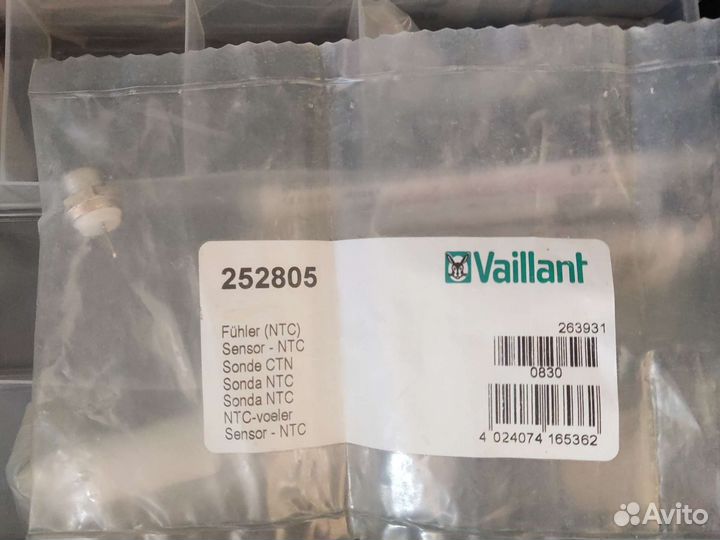 252805
Vaillant
Fühler (NTC)
Sensor - NTC
Sonde CTN
Sonda NTC
Sonda NTC
NTC-voeler
Sensor - NTC
263931
0830
4 024074 165362
Avito